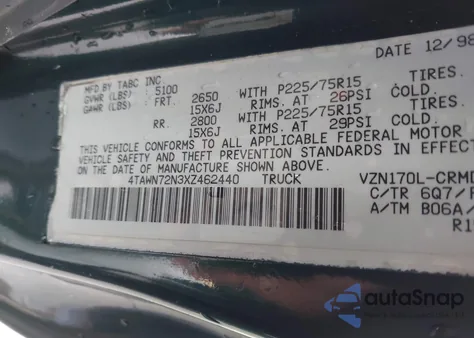 MFD BY TABC INC. DATE 12/98
GVWR (LBS) 5100
GAWR (LBS) FRT. 2650 WITH P225/75R15 TIRES.
15X6J RIMS. AT 26PSI COLD.
RR. 2800 WITH P225/75R15 TIRES.
15X6J RIMS. AT 29PSI COLD.
THIS VEHICLE CONFORMS TO ALL APPLICABLE FEDERAL MOTOR
VEHICLE SAFETY AND THEFT PREVENTION STANDARDS IN EFFECT
DATE OF MANUFACTURE SHOWN ABOVE.
4TAWN72N3XZ462440 TRUCK VZN170L-CRMD
C/TR 6Q7/F
A/TM B06A/
R1
autoSnap